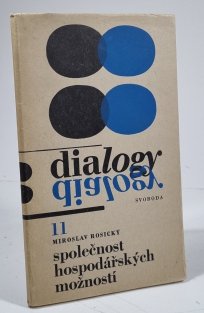 dialogy
dialogy
SVOBODA
11
MIROSLAV ROSICKÝ
společnost
hospodářských
možností